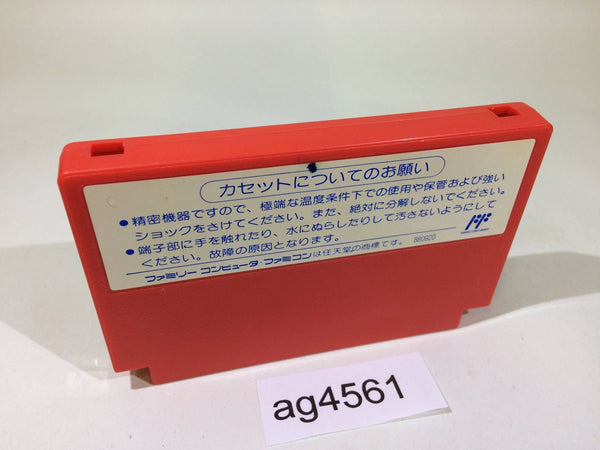 カセットについてのお願い
● 精密機器ですので、極端な温度条件下での使用や保管および強い
ショックをさけてください。また、絶対に分解しないでください。
● 端子部に手を触れたり、水にぬらしたりして汚さないようにして
ください。故障の原因となります。
ファミリーコンピュータ・ファミコンは任天堂の商標です。 880920
ag4561